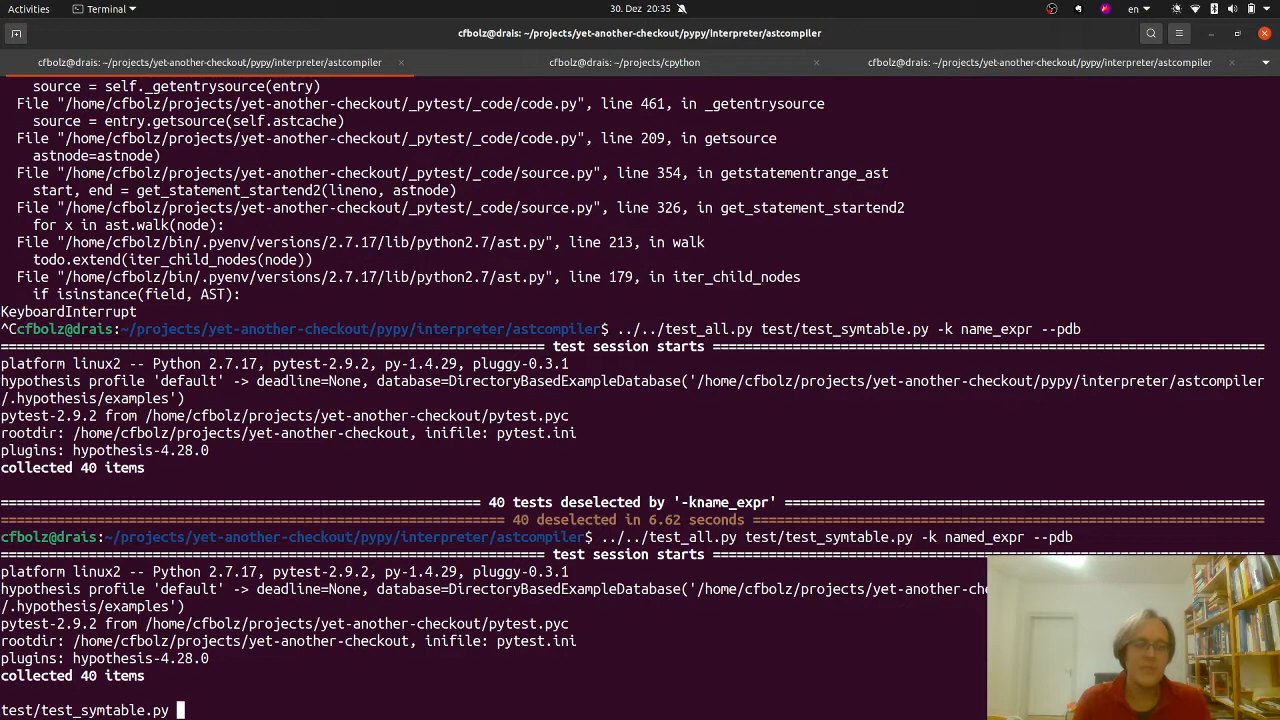 Activities
Terminal
30. Dez 20:35
en
cfbolz@drais: ~/projects/yet-another-checkout/pypy/interpreter/astcompiler
cfbolz@drais: ~/projects/yet-another-checkout/pypy/interpreter/astcompiler
cfbolz@drais: ~/projects/cpython
cfbolz@drais: ~/projects/yet-another-checkout/pypy/interpreter/astcompiler
source = self._getentrysource(entry)
File "/home/cfbolz/projects/yet-another-checkout/_pytest/_code/code.py", line 461, in _getentrysource
source = entry.getsource(self.astcache)
File "/home/cfbolz/projects/yet-another-checkout/_pytest/_code/code.py", line 209, in getsource
astnode=astnode)
File "/home/cfbolz/projects/yet-another-checkout/_pytest/_code/source.py", line 354, in getstatementrange_ast
start, end = get_statement_startend2(lineno, astnode)
File "/home/cfbolz/projects/yet-another-checkout/_pytest/_code/source.py", line 326, in get_statement_startend2
for x in ast.walk(node):
File "/home/cfbolz/bin/.pyenv/versions/2.7.17/lib/python2.7/ast.py", line 213, in walk
todo.extend(iter_child_nodes(node))
File "/home/cfbolz/bin/.pyenv/versions/2.7.17/lib/python2.7/ast.py", line 179, in iter_child_nodes
if isinstance(field, AST):
KeyboardInterrupt
^Ccfbolz@drais:~/projects/yet-another-checkout/pypy/interpreter/astcompiler$ ../../test_all.py test/test_symtable.py -k name_expr --pdb
==================================================================== test session starts =====================================================================
platform linux2 -- Python 2.7.17, pytest-2.9.2, py-1.4.29, pluggy-0.3.1
hypothesis profile 'default' -> deadline=None, database=DirectoryBasedExampleDatabase('/home/cfbolz/projects/yet-another-checkout/pypy/interpreter/astcompiler
/.hypothesis/examples')
pytest-2.9.2 from /home/cfbolz/projects/yet-another-checkout/pytest.pyc
rootdir: /home/cfbolz/projects/yet-another-checkout, inifile: pytest.ini
plugins: hypothesis-4.28.0
collected 40 items
============================================================ 40 tests deselected by '-kname_expr' ============================================================
=============================================================== 40 deselected in 6.62 seconds ================================================================
cfbolz@drais:~/projects/yet-another-checkout/pypy/interpreter/astcompiler$ ../../test_all.py test/test_symtable.py -k named_expr --pdb
==================================================================== test session starts =====================================================================
platform linux2 -- Python 2.7.17, pytest-2.9.2, py-1.4.29, pluggy-0.3.1
hypothesis profile 'default' -> deadline=None, database=DirectoryBasedExampleDatabase('/home/cfbolz/projects/yet-another-che
/.hypothesis/examples')
pytest-2.9.2 from /home/cfbolz/projects/yet-another-checkout/pytest.pyc
rootdir: /home/cfbolz/projects/yet-another-checkout, inifile: pytest.ini
plugins: hypothesis-4.28.0
collected 40 items
test/test_symtable.py